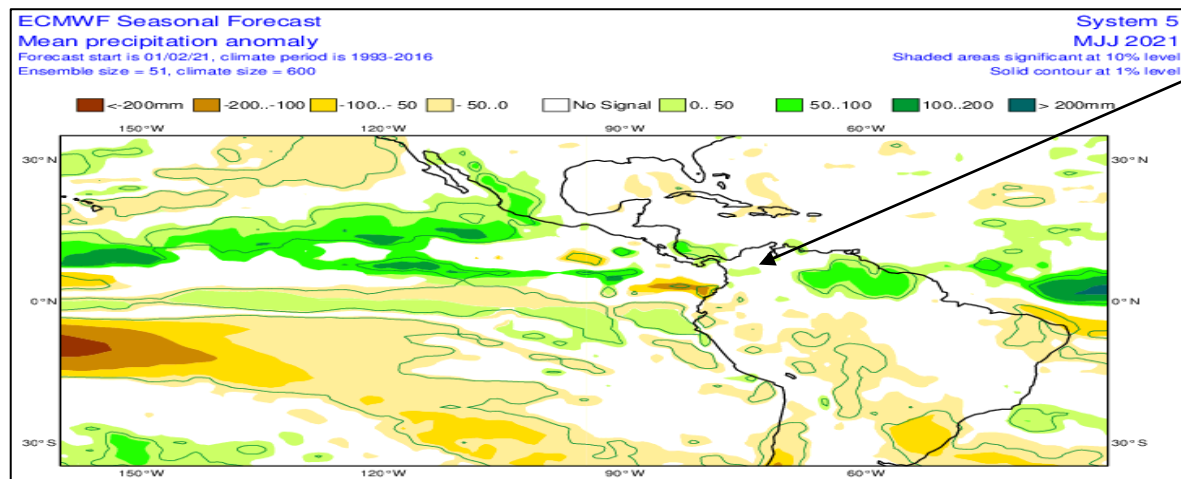 ECMWF Seasonal Forecast
System 5
Mean precipitation anomaly
MJJ 2021
Forecast start is 01/02/21, climate period is 1993-2016
Shaded areas significant at 10% level
Ensemble size = 51, climate size = 600
Solid contour at 1% level
<-200mm -200..-100 -100..- 50 - 50..0 No Signal 0.. 50 50..100 100..200 > 200mm
150°W 120°W 90°W 60°W
30°N 30°N
0°N 0°N
30°S 30°S
150°W 120°W 90°W 60°W